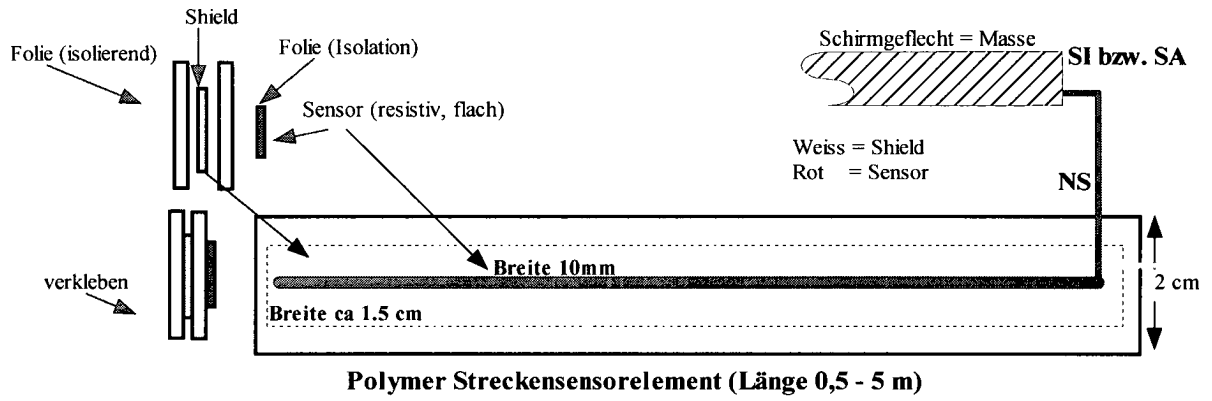 Shield
Folie (isolierend)
Folie (Isolation)
Sensor (resistiv, flach)
Schirmgeflecht = Masse
SI bzw. SA
Weiss = Shield
Rot = Sensor
NS
Breite 10mm
verkleben
2 cm
Breite ca 1.5 cm
Polymer Streckensensorelement (Länge 0,5 - 5 m)